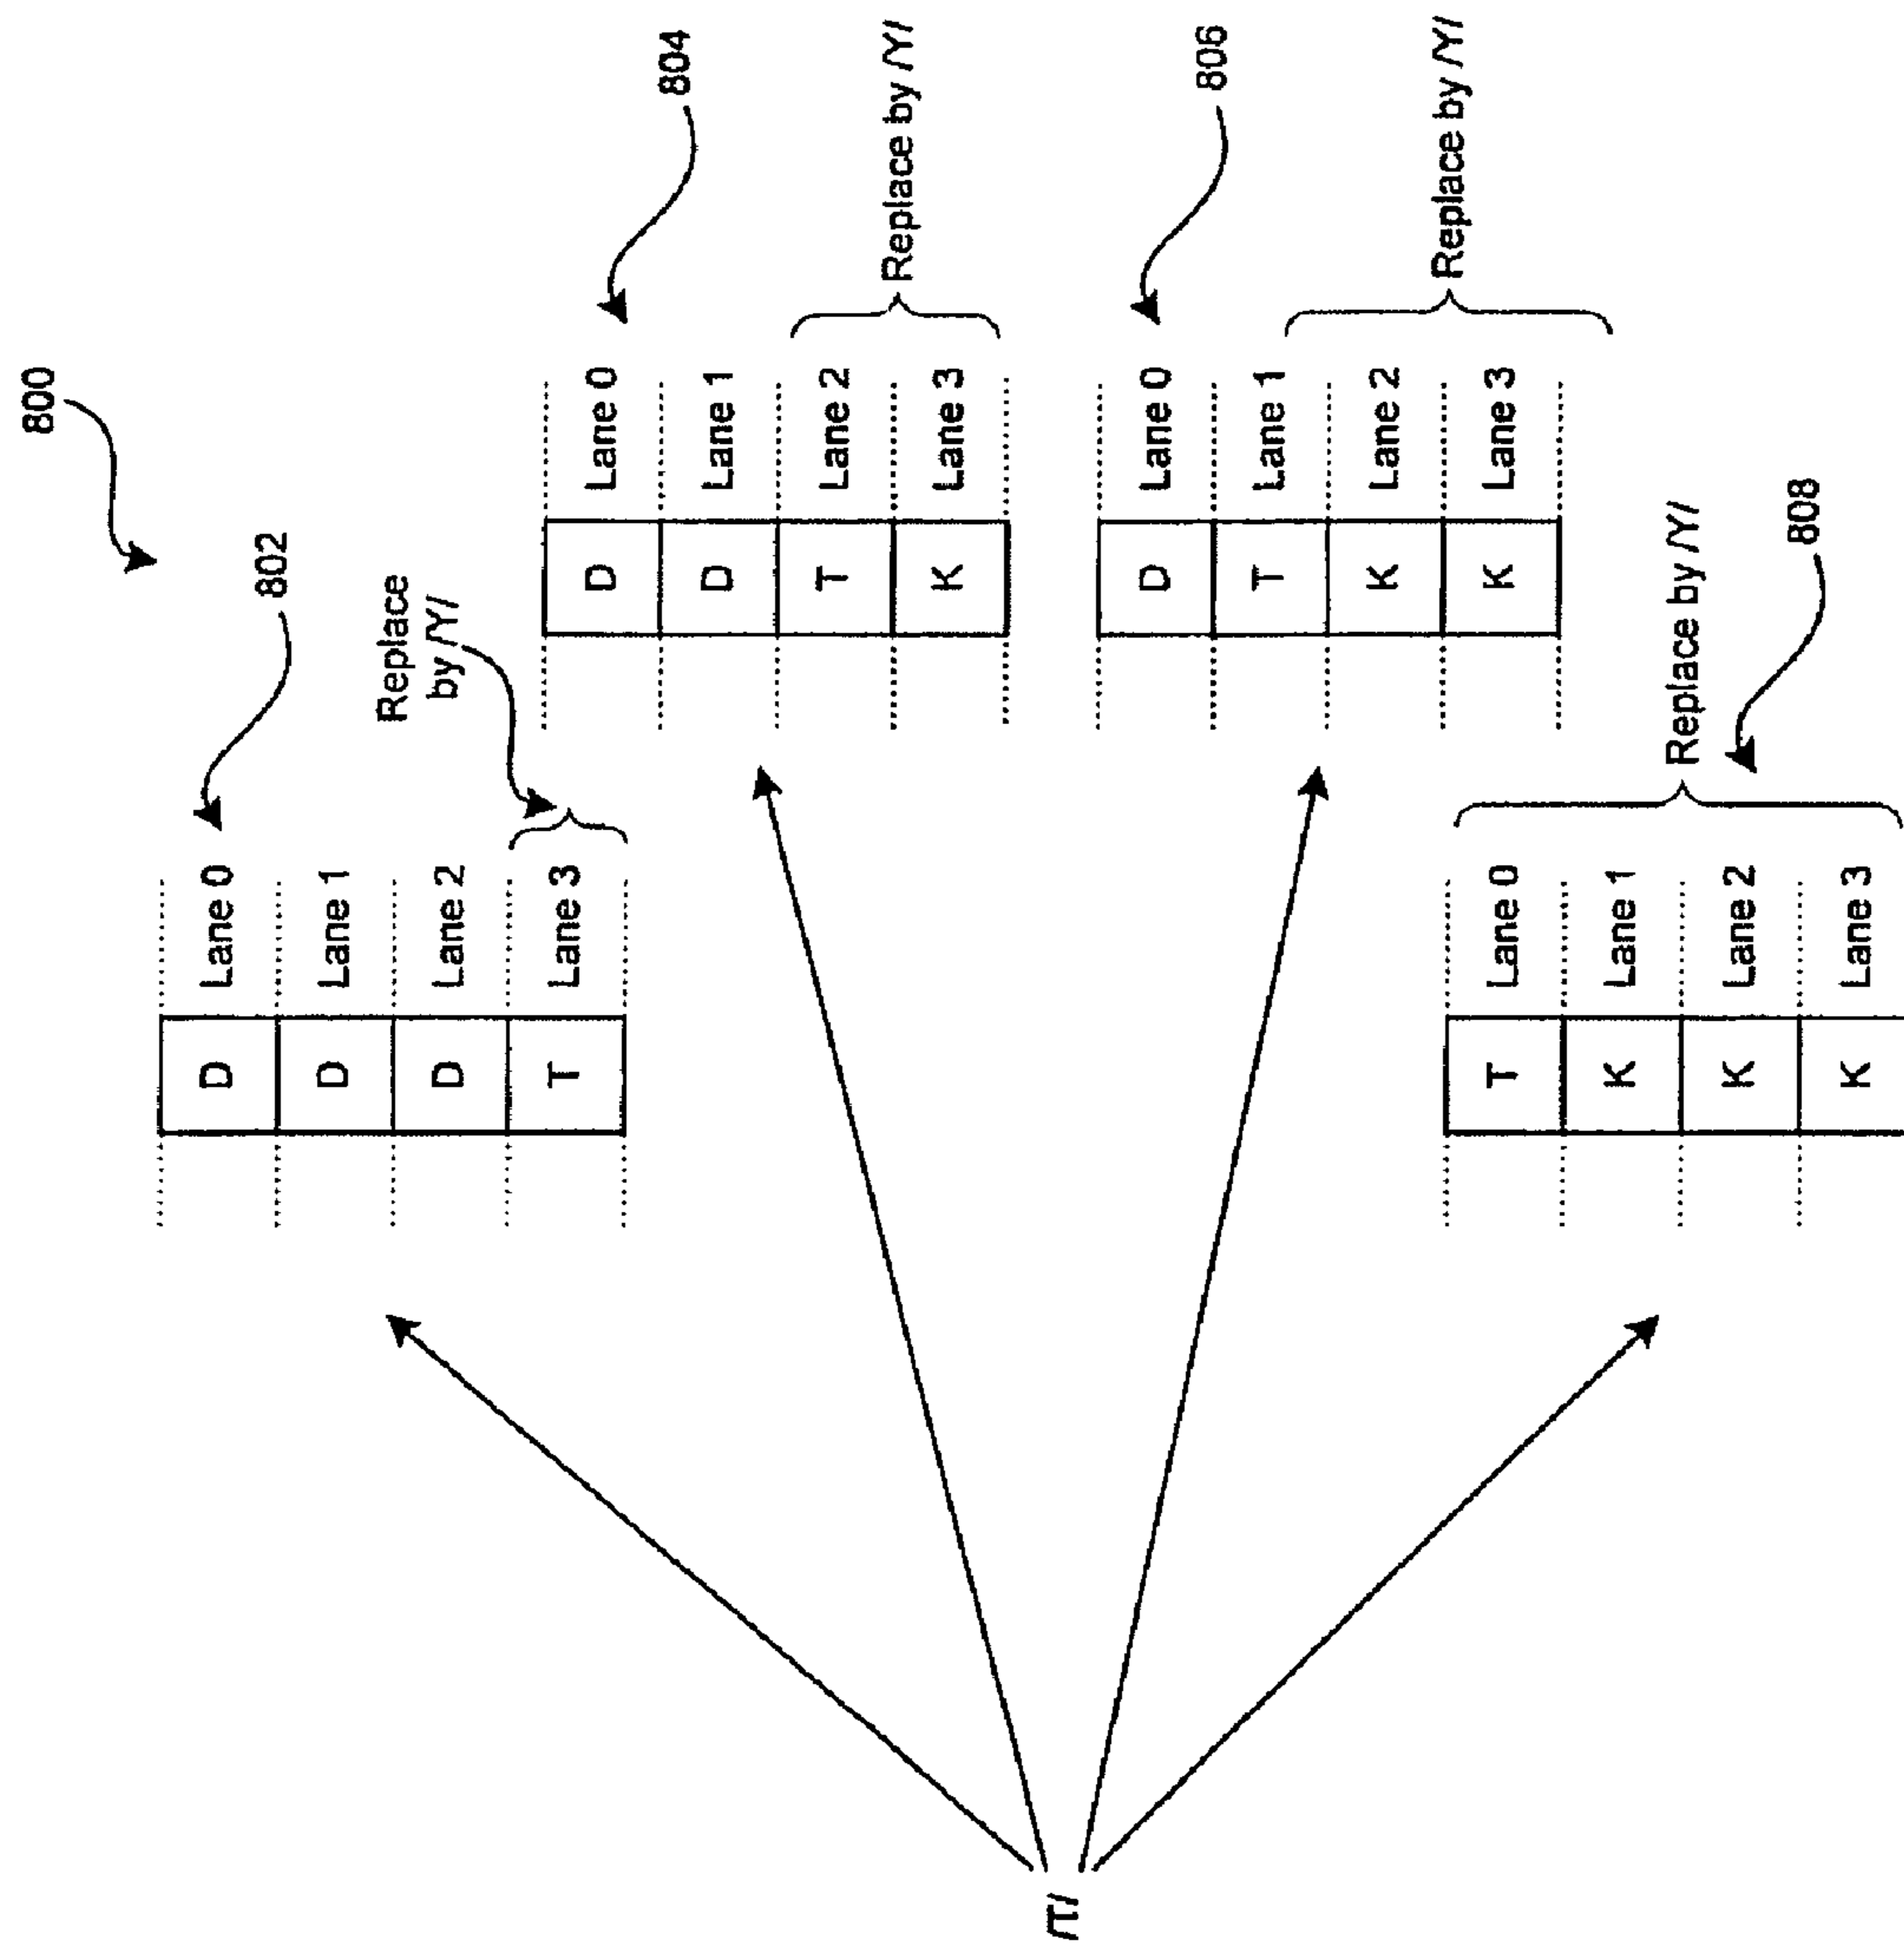 800
802
D Lane 0
D Lane 1
D Lane 2
T Lane 3
Replace
by /Y/
804
D Lane 0
D Lane 1
T Lane 2
K Lane 3
Replace by /Y/
/T/
806
D Lane 0
T Lane 1
K Lane 2
K Lane 3
Replace by /Y/
T Lane 0
K Lane 1
K Lane 2
K Lane 3
Replace by /Y/
808